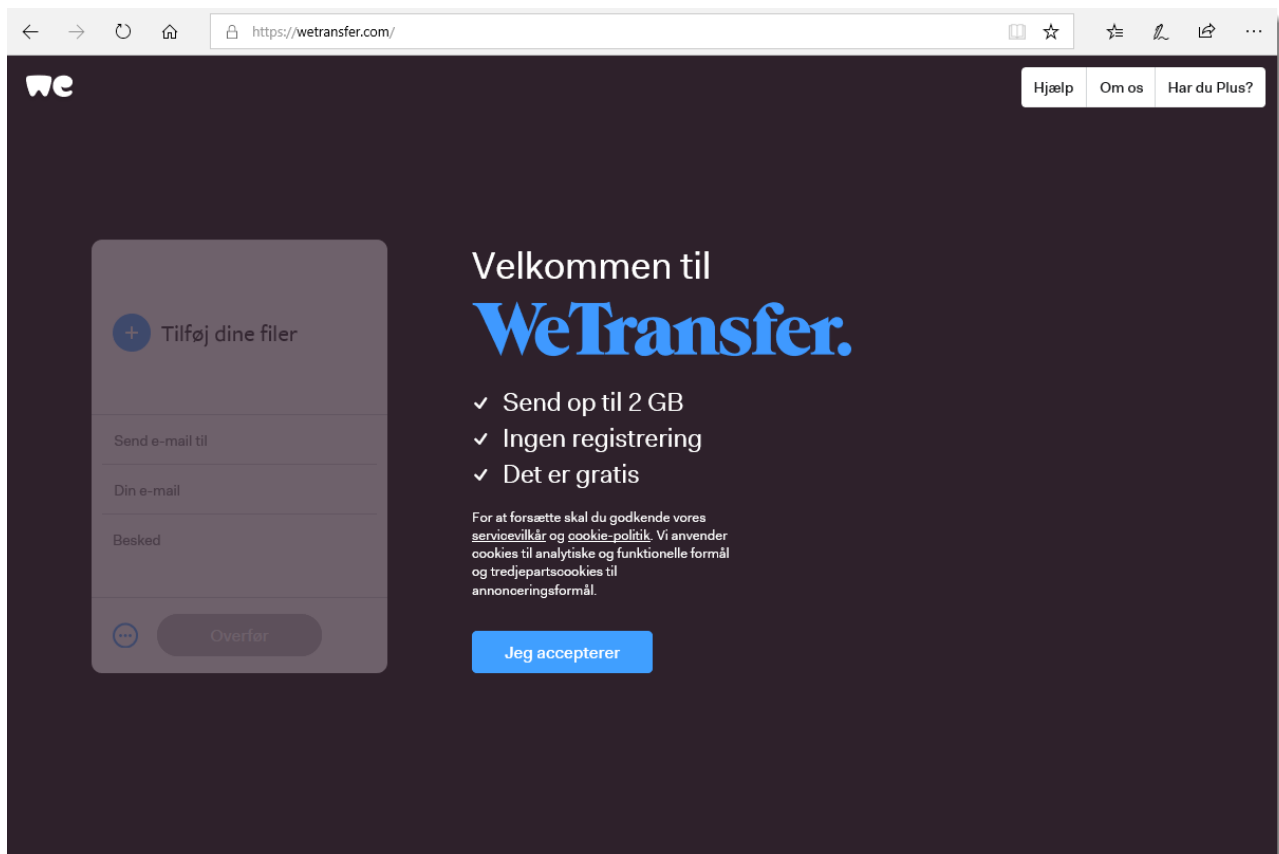 https://wetransfer.com/
we
Hjælp
Om os
Har du Plus?
Tilføj dine filer
Send e-mail til
Din e-mail
Besked
Overfør
Velkommen til
WeTransfer.
Send op til 2 GB
Ingen registrering
Det er gratis
For at forsætte skal du godkende vores
servicevilkår og cookie-politik. Vi anvender
cookies til analytiske og funktionelle formål
og tredjepartscookies til
annonceringsformål.
Jeg accepterer